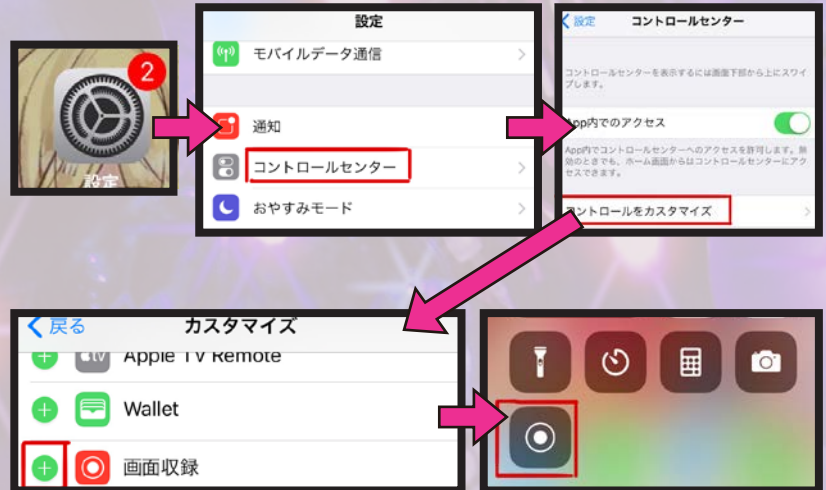 2
設定
設定
モバイルデータ通信
通知
コントロールセンター
おやすみモード
設定
コントロールセンター
コントロールセンターを表示するには画面下部から上にスワイ
プします。
App内でのアクセス
App内でコントロールセンターへのアクセスを許可します。無
効のときでも、ホーム画面からはコントロールセンターにアク
セスできます。
コントロールをカスタマイズ
戻る
カスタマイズ
tv
Apple TV Remote
Wallet
画面収録